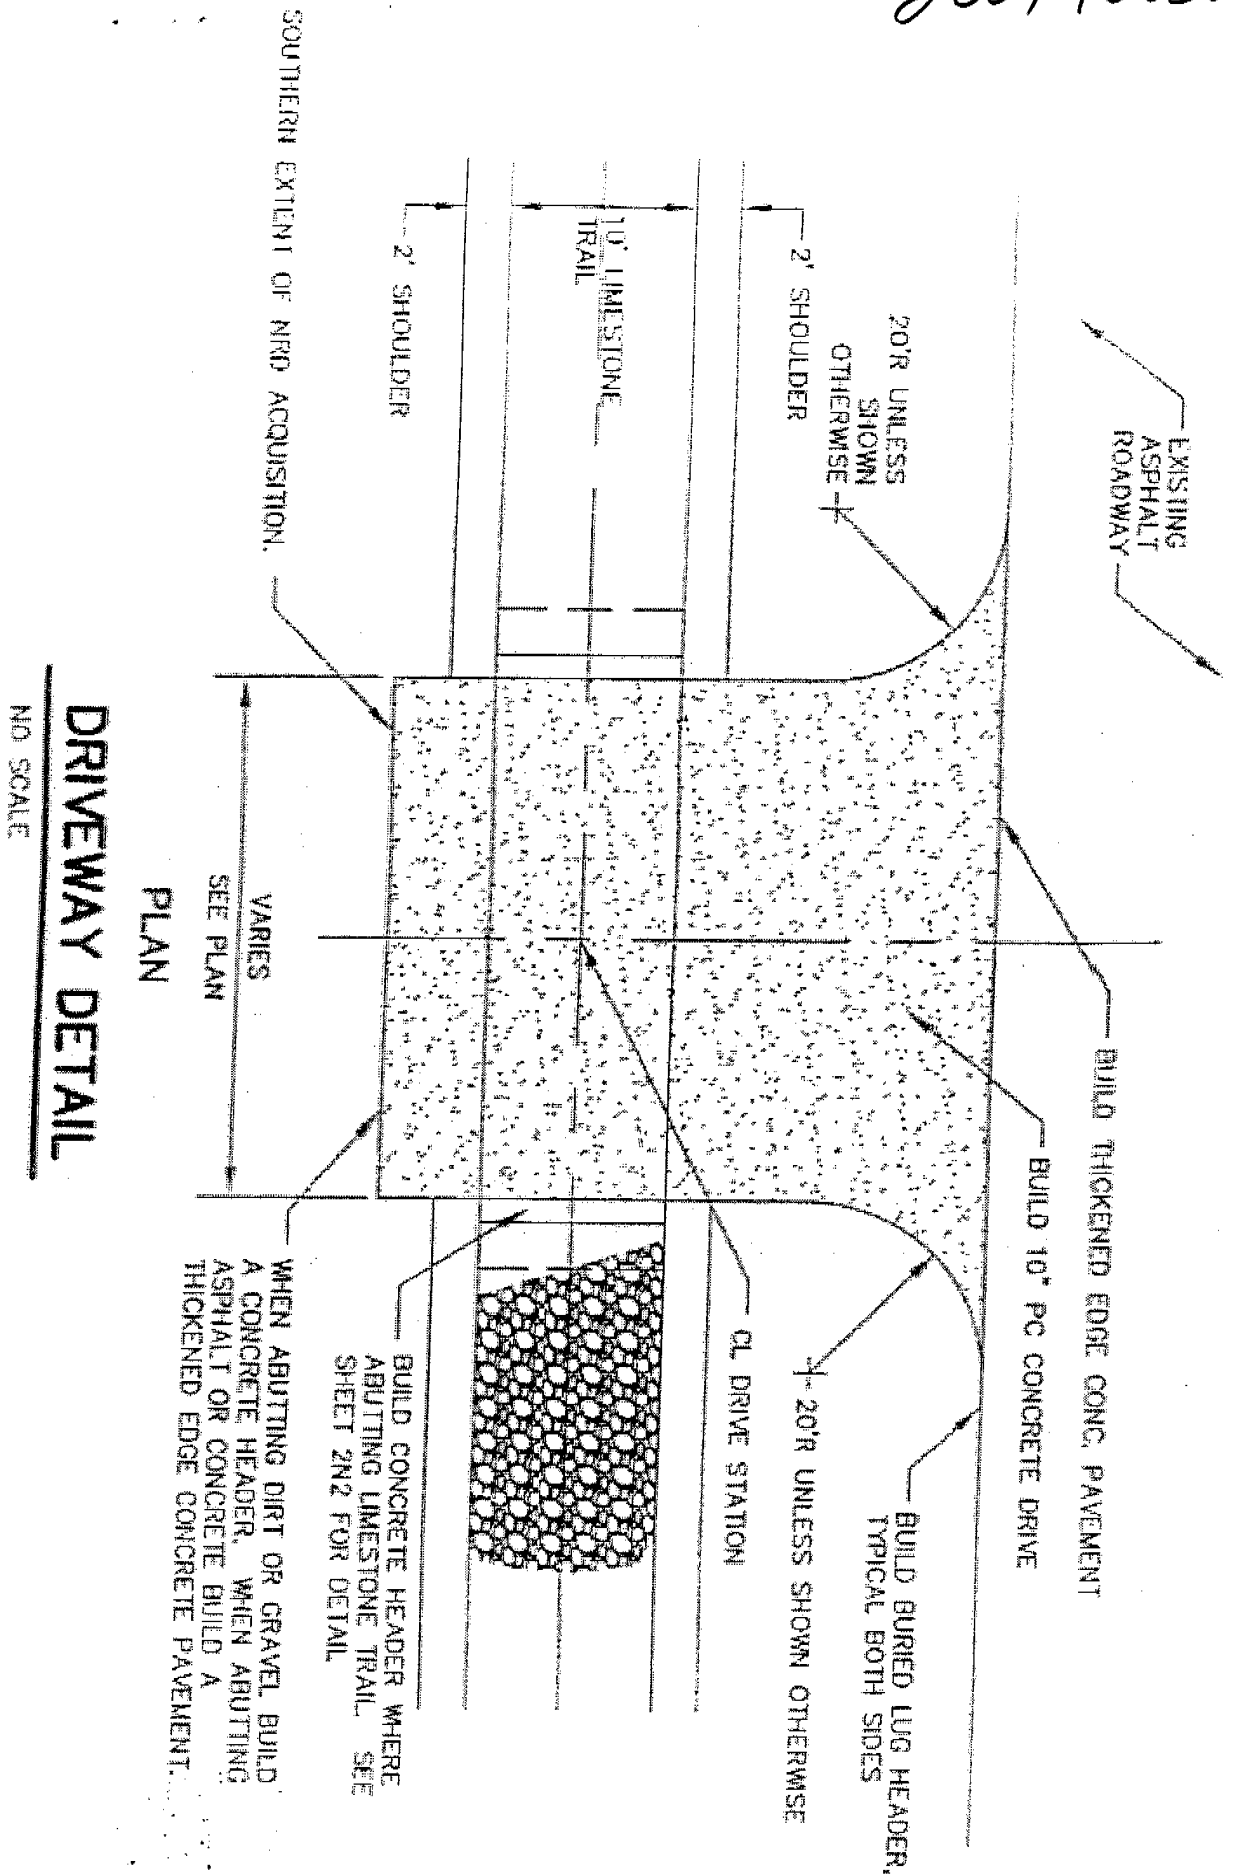 EXISTING
ASPHALT
ROADWAY
20'R UNLESS
SHOWN
OTHERWISE
2' SHOULDER
10' LIMESTONE
TRAIL
2' SHOULDER
SOUTHERN EXTENT OF NRD ACQUISITION.
BUILD THICKENED EDGE CONC. PAVEMENT
BUILD 10" PC CONCRETE DRIVE
BUILD BURIED LUG HEADER,
TYPICAL BOTH SIDES
20'R UNLESS SHOWN OTHERWISE
CL DRIVE STATION
BUILD CONCRETE HEADER WHERE
ABUTTING LIMESTONE TRAIL. SEE
SHEET 2N2 FOR DETAIL
WHEN ABUTTING DIRT OR GRAVEL BUILD
A CONCRETE HEADER. WHEN ABUTTING
ASPHALT OR CONCRETE BUILD A
THICKENED EDGE CONCRETE PAVEMENT.
VARIES
SEE PLAN
PLAN
DRIVEWAY DETAIL
NO SCALE